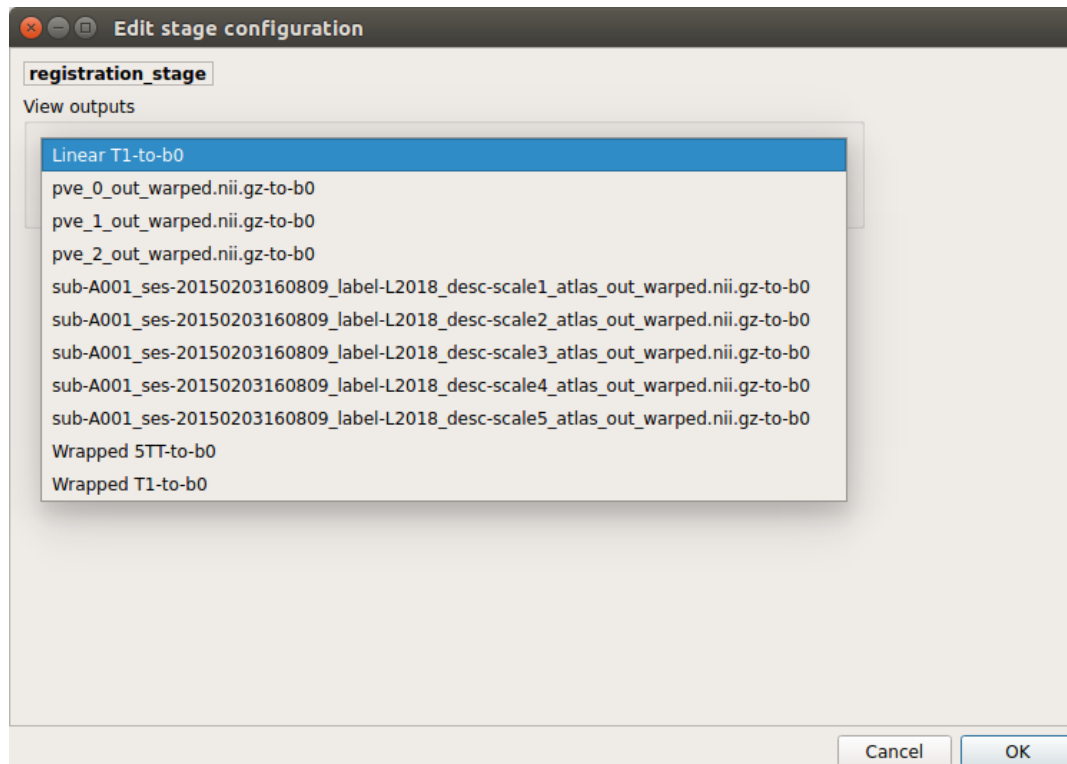 Edit stage configuration
registration_stage
View outputs
Linear T1-to-b0
pve_0_out_warped.nii.gz-to-b0
pve_1_out_warped.nii.gz-to-b0
pve_2_out_warped.nii.gz-to-b0
sub-A001_ses-20150203160809_label-L2018_desc-scale1_atlas_out_warped.nii.gz-to-b0
sub-A001_ses-20150203160809_label-L2018_desc-scale2_atlas_out_warped.nii.gz-to-b0
sub-A001_ses-20150203160809_label-L2018_desc-scale3_atlas_out_warped.nii.gz-to-b0
sub-A001_ses-20150203160809_label-L2018_desc-scale4_atlas_out_warped.nii.gz-to-b0
sub-A001_ses-20150203160809_label-L2018_desc-scale5_atlas_out_warped.nii.gz-to-b0
Wrapped 5TT-to-b0
Wrapped T1-to-b0
Cancel OK